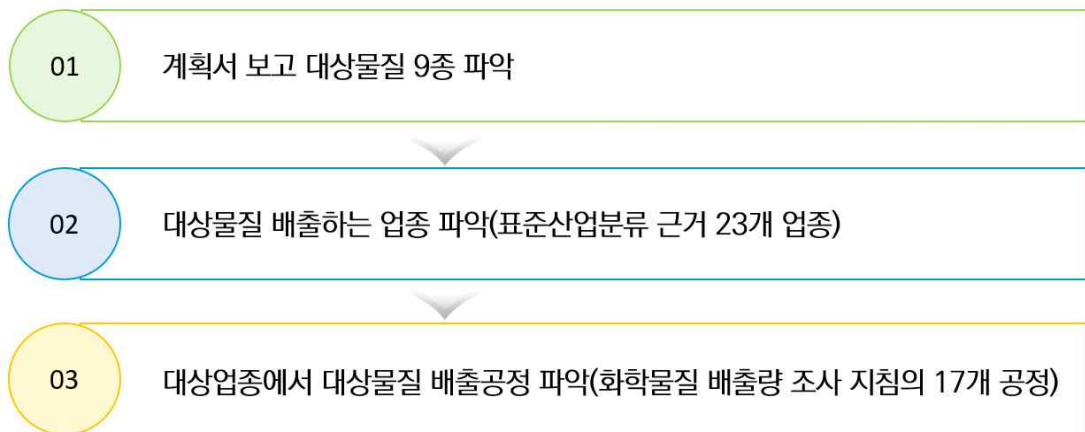 01
계획서 보고 대상물질 9종 파악
02
대상물질 배출하는 업종 파악(표준산업분류 근거 23개 업종)
03
대상업종에서 대상물질 배출공정 파악(화학물질 배출량 조사 지침의 17개 공정)